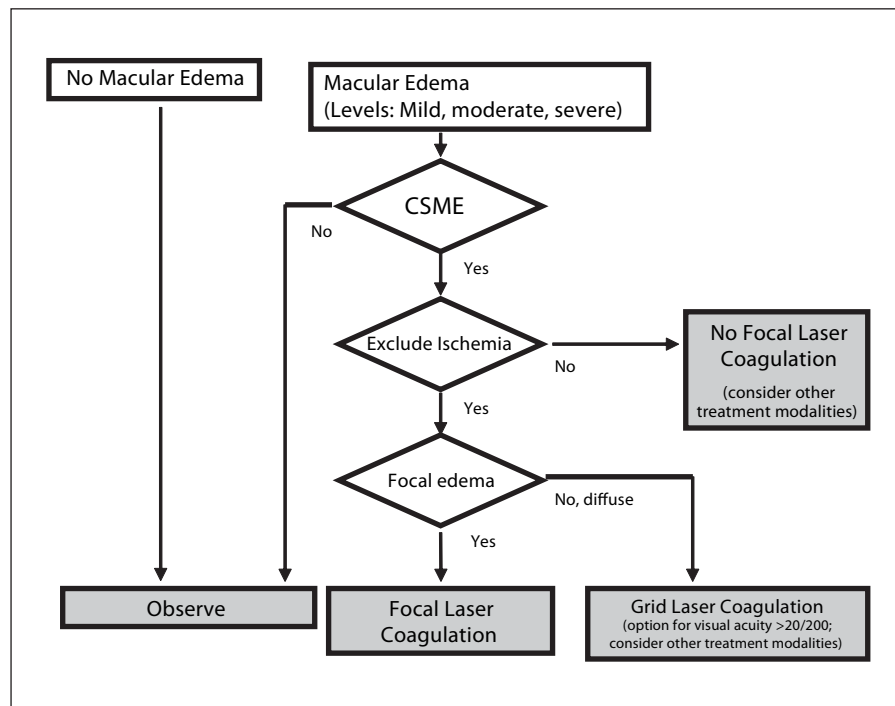 No Macular Edema
Macular Edema
(Levels: Mild, moderate, severe)
CSME
No
Yes
Exclude Ischemia
No
No Focal Laser
Coagulation
(consider other
treatment modalities)
Yes
Focal edema
No, diffuse
Yes
Observe
Focal Laser
Coagulation
Grid Laser Coagulation
(option for visual acuity >20/200;
consider other treatment modalities)